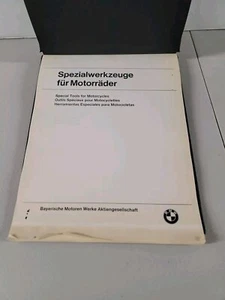 Spezialwerkzeuge
für Motorräder
Special Tools for Motorcycles
Outils Spéciaux pour Motocyclettes
Herramientas Especiales para Motocicletas
Bayerische Motoren Werke Aktiengesellschaft
BMW